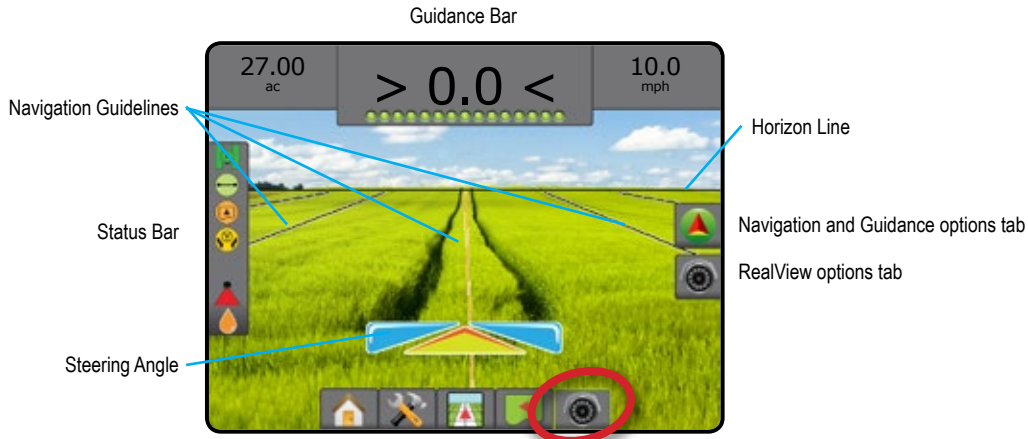 Guidance Bar
27.00
ac
> 0.0 <
10.0
mph
Navigation Guidelines
Horizon Line
Status Bar
Navigation and Guidance options tab
RealView options tab
Steering Angle